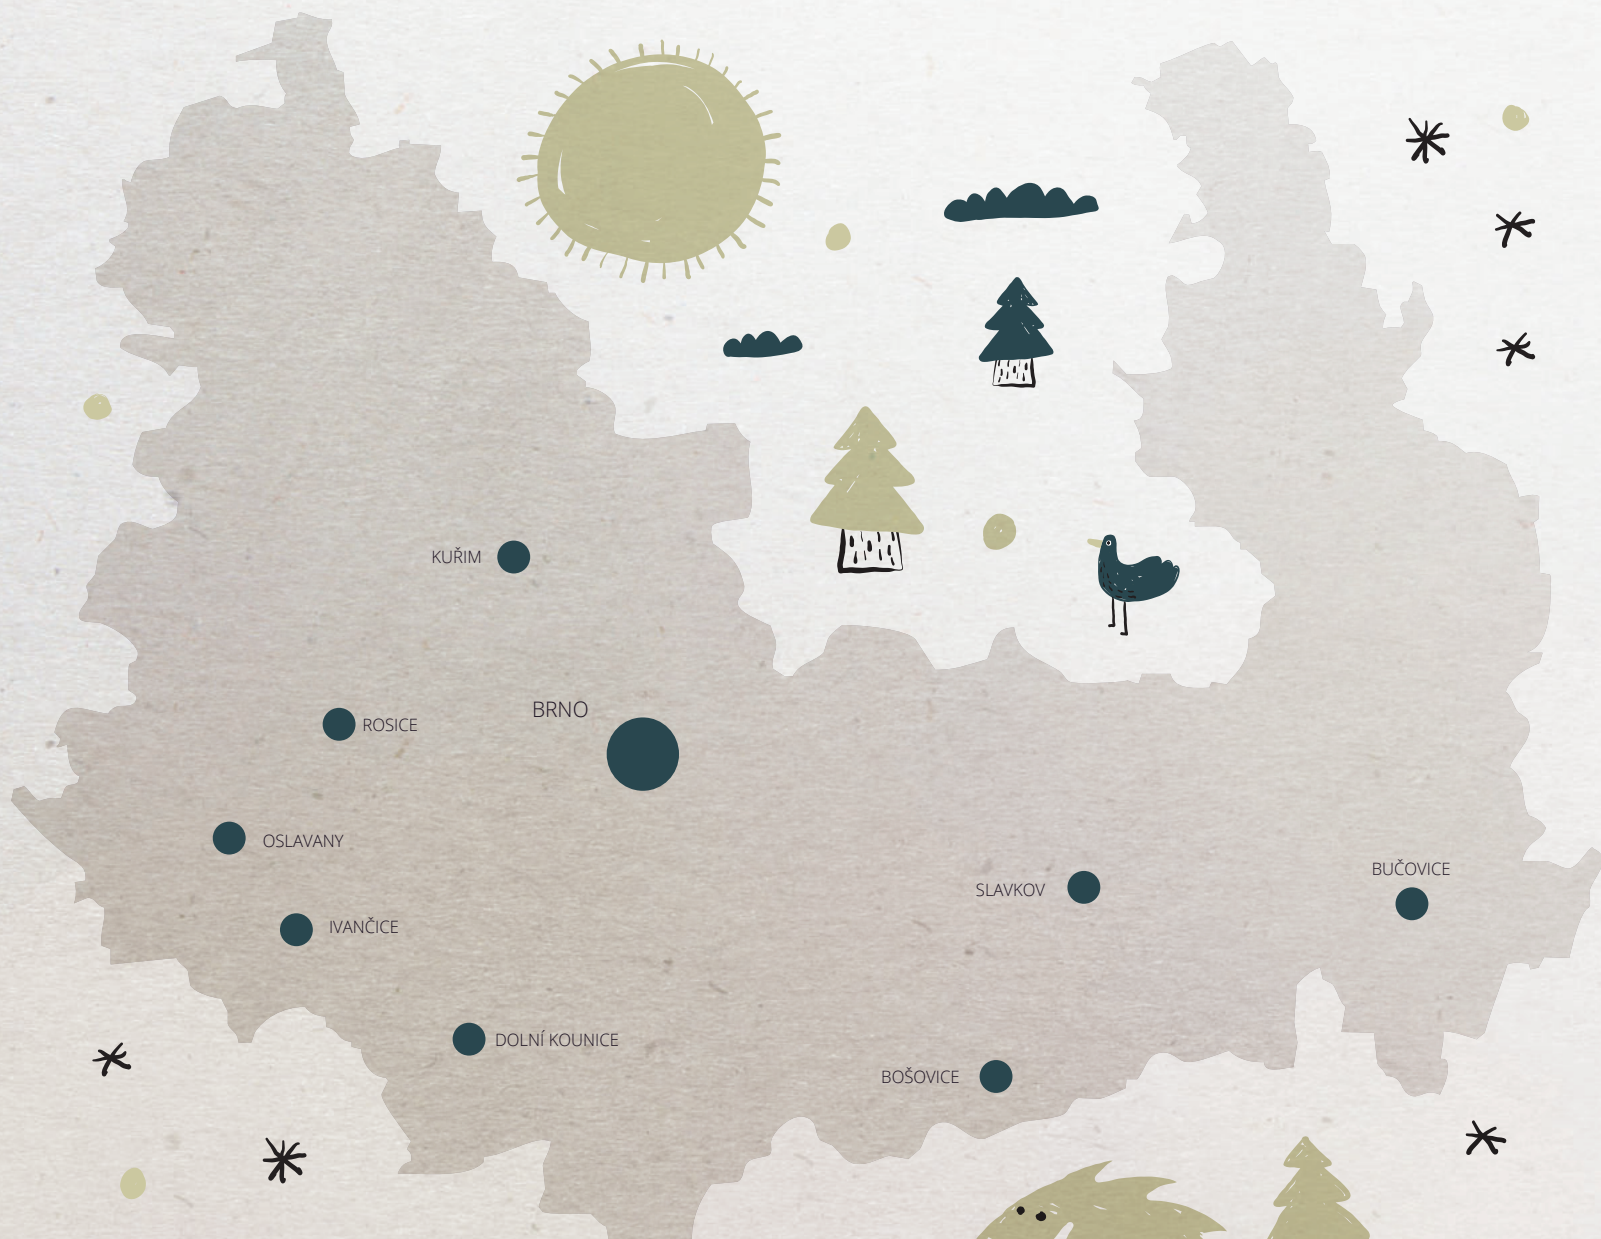 KUŘIM
BRNO
ROSICE
OSLAVANY
BUČOVICE
SLAVKOV
IVANČICE
DOLNÍ KOUNICE
BOŠOVICE